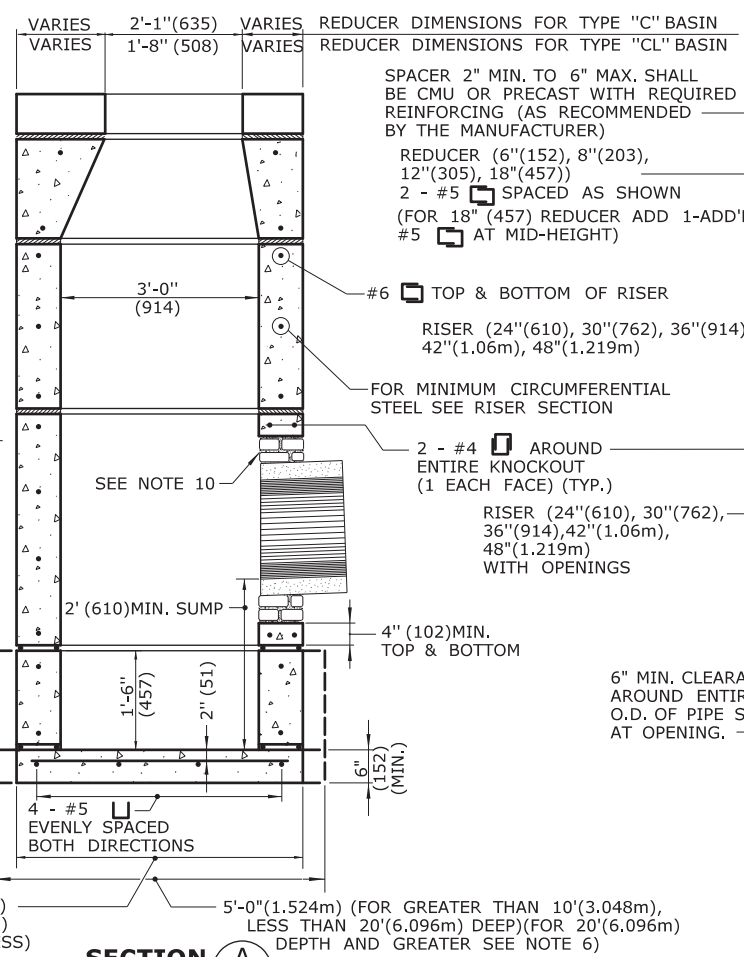 VARIES 2'-1"(635) VARIES REDUCER DIMENSIONS FOR TYPE "C" BASIN
VARIES 1'-8" (508) VARIES REDUCER DIMENSIONS FOR TYPE "CL" BASIN
SPACER 2" MIN. TO 6" MAX. SHALL
BE CMU OR PRECAST WITH REQUIRED
REINFORCING (AS RECOMMENDED
BY THE MANUFACTURER)
REDUCER (6"(152), 8"(203),
12"(305), 18"(457))
2 - #5 SPACED AS SHOWN
(FOR 18" (457) REDUCER ADD 1-ADD'
#5 AT MID-HEIGHT)
3'-0"
(914)
#6 TOP & BOTTOM OF RISER
RISER (24"(610), 30"(762), 36"(914)
42"(1.06m), 48"(1.219m)
FOR MINIMUM CIRCUMFERENTIAL
STEEL SEE RISER SECTION
2 - #4 AROUND
ENTIRE KNOCKOUT
(1 EACH FACE) (TYP.)
SEE NOTE 10
RISER (24"(610), 30"(762),
36"(914),42"(1.06m),
48"(1.219m)
WITH OPENINGS
2' (610)MIN. SUMP
4" (102)MIN.
TOP & BOTTOM
1'-6"
(457)
2" (51)
6" MIN. CLEARA
AROUND ENTIR
O.D. OF PIPE S
AT OPENING.
6"
(152)
(MIN.)
4 - #5
EVENLY SPACED
BOTH DIRECTIONS
)
)
ESS)
5'-0"(1.524m) (FOR GREATER THAN 10'(3.048m),
LESS THAN 20'(6.096m) DEEP)(FOR 20'(6.096m)
DEPTH AND GREATER SEE NOTE 6)
SECTION A